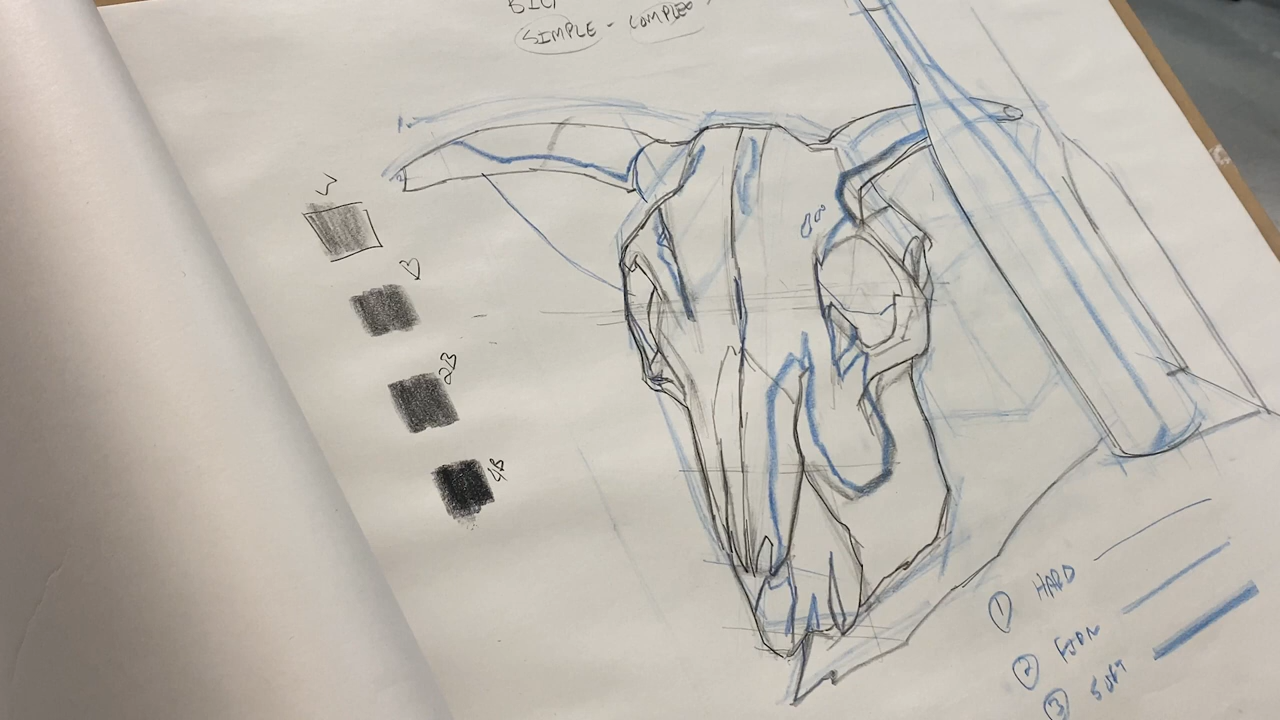 SIMPLE - COMPLEX
B
2B
4B
① HARD
② FIRM
③ SOFT